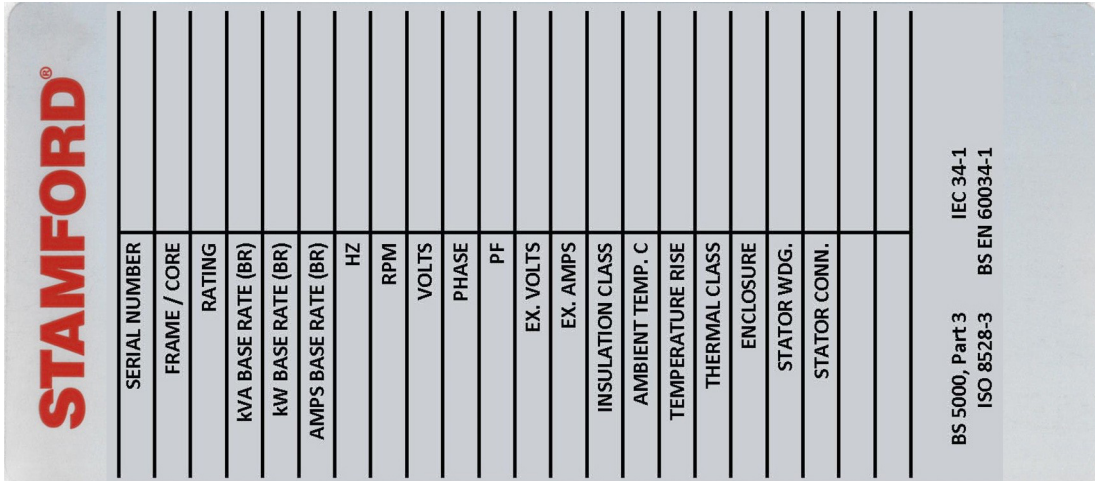 STAMFORD®
SERIAL NUMBER
FRAME / CORE
RATING
kVA BASE RATE (BR)
kW BASE RATE (BR)
AMPS BASE RATE (BR)
HZ
RPM
VOLTS
PHASE
PF
EX. VOLTS
EX. AMPS
INSULATION CLASS
AMBIENT TEMP. C
TEMPERATURE RISE
THERMAL CLASS
ENCLOSURE
STATOR WDG.
STATOR CONN.
BS 5000, Part 3 IEC 34-1
ISO 8528-3 BS EN 60034-1